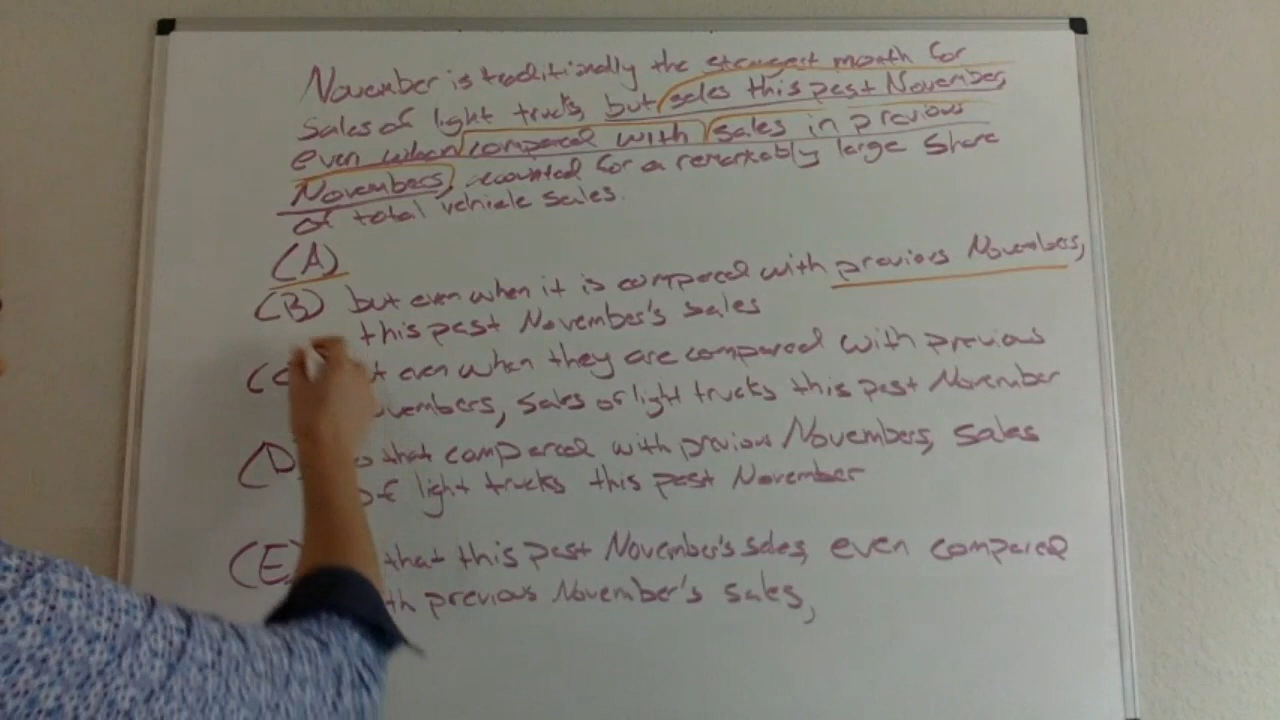 November is traditionally the strongest month for
sales of light trucks, but sales this past November,
even when compared with sales in previous
Novembers, accounted for a remarkably large share
of total vehicle sales.
(A)
(B) but even when it is compared with previous Novembers,
this past November's sales
even when they are compared with previous
Novembers, sales of light trucks this past November
(D) so that compared with previous Novembers, sales
of light trucks this past November
(E) that this past November's sales, even compared
with previous November's sales,